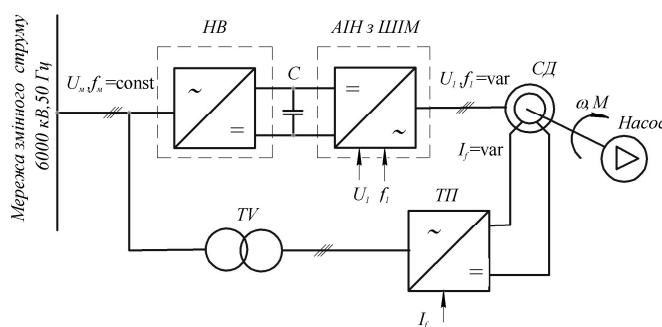 НВ
АІН з ШІМ
Uм,fм=const
C
U1,f1=var
СД
ω,M
Насос
If=var
U1 f1
ТП
TV
If
Мережа змінного струму
6000 кВ,50 Гц
~
=
=
~
~
=